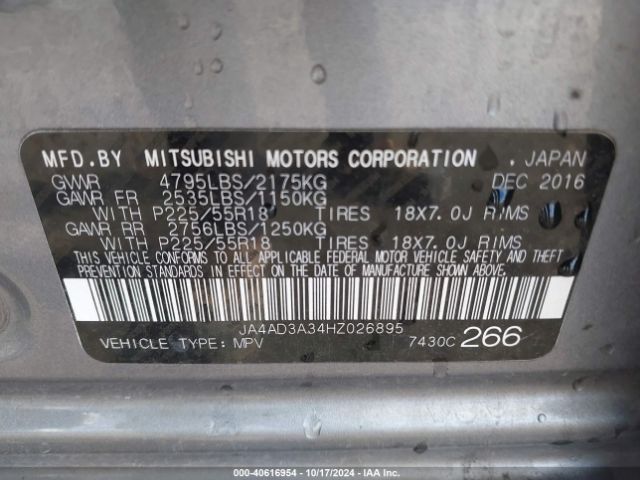 MFD.BY MITSUBISHI MOTORS CORPORATION . JAPAN
GVWR 4795LBS/2175KG DEC 2016
GAWR FR 2535LBS/1150KG
WITH P225/55R18 TIRES 18X7.0J RIMS
GAWR RR 2756LBS/1250KG
WITH P225/55R18 TIRES 18X7.0J RIMS
THIS VEHICLE CONFORMS TO ALL APPLICABLE FEDERAL MOTOR VEHICLE SAFETY AND THEFT
PREVENTION STANDARDS IN EFFECT ON THE DATE OF MANUFACTURE SHOWN ABOVE.
JA4AD3A34HZ026895
VEHICLE TYPE: MPV 7430C 266
000-40616954 - 10/17/2024 - IAA Inc.